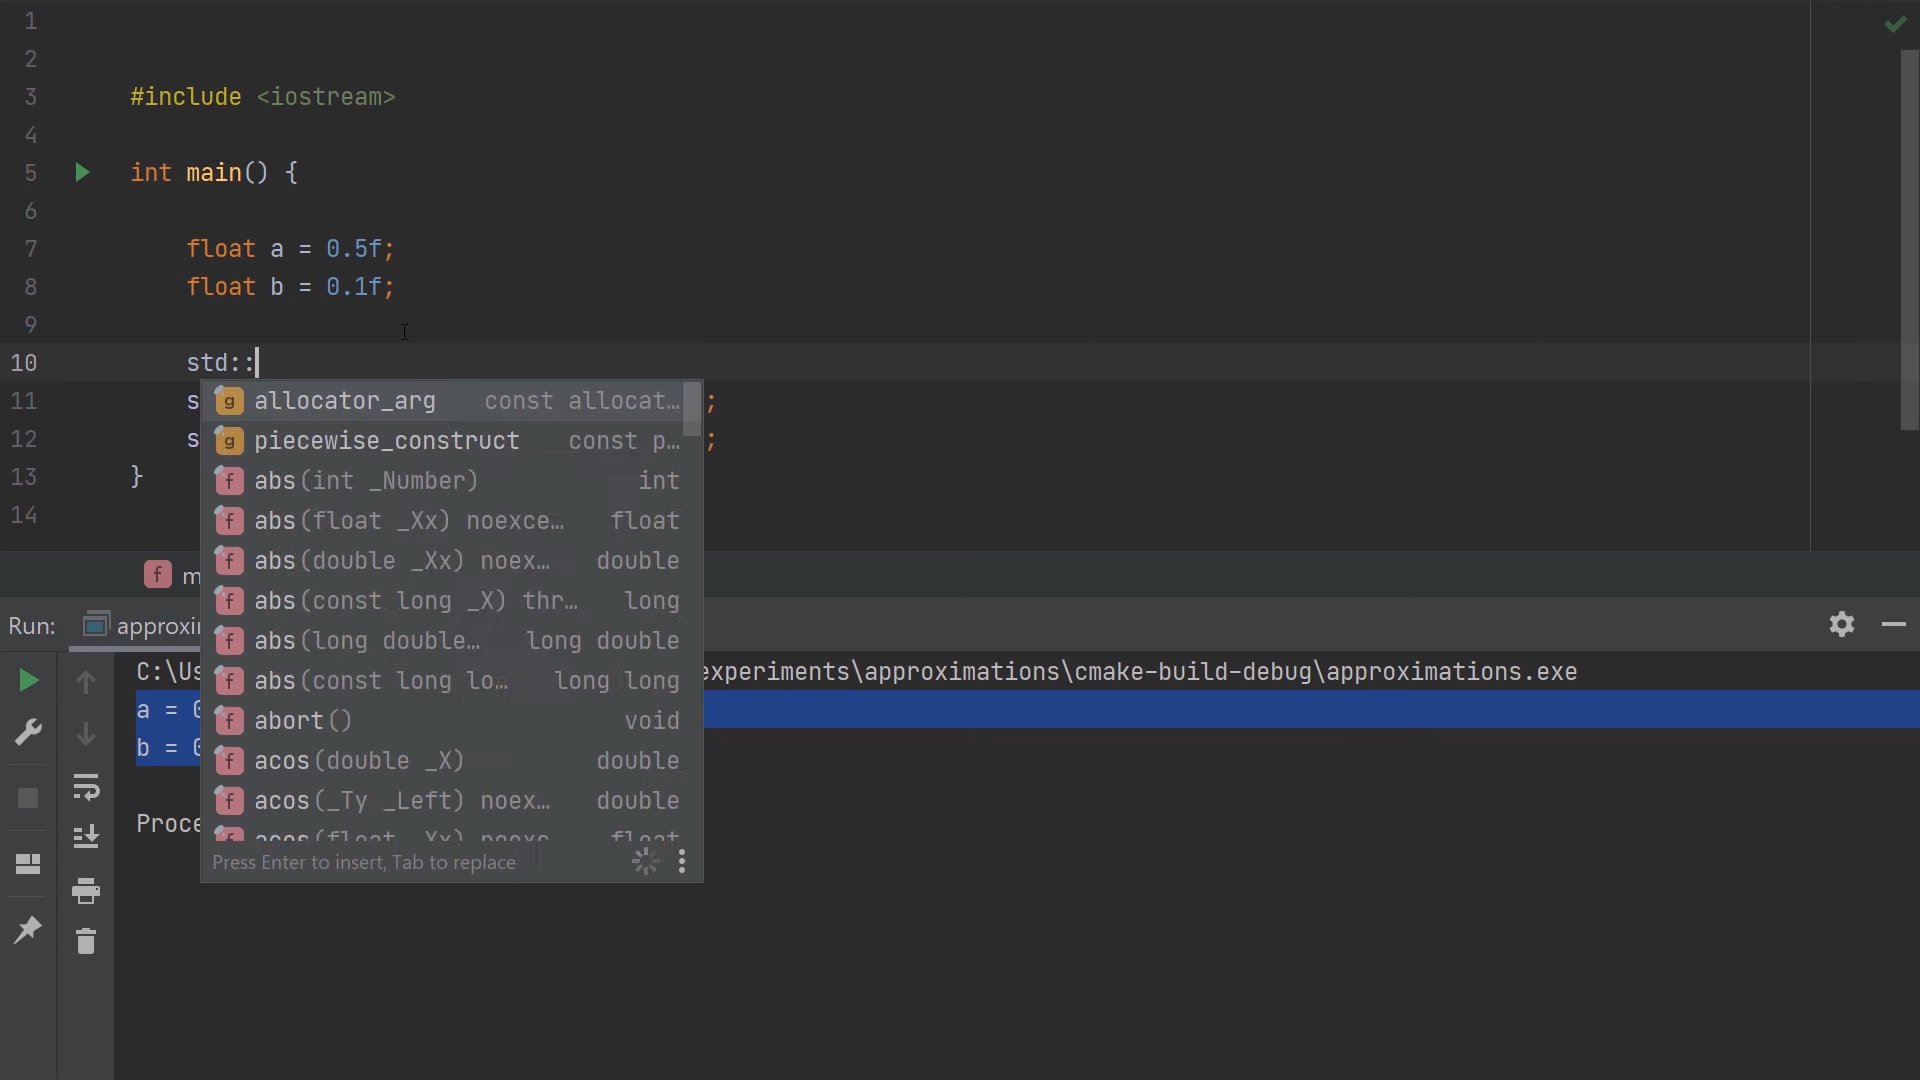 1
2
3 #include <iostream>
4
5 int main() {
6
7 float a = 0.5f;
8 float b = 0.1f;
9
10 std::
11 s ;
12 s ;
13 }
14
allocator_arg const allocat…
piecewise_construct const p…
abs(int _Number) int
abs(float _Xx) noexce… float
abs(double _Xx) noex… double
abs(const long _X) thr… long
abs(long double… long double
abs(const long lo… long long
abort() void
acos(double _X) double
acos(_Ty _Left) noex… double
acos(float _Xx) noexc float
Press Enter to insert, Tab to replace
f m
Run: approxi
C:\Us experiments\approximations\cmake-build-debug\approximations.exe
a = 0
b = 0
Proce